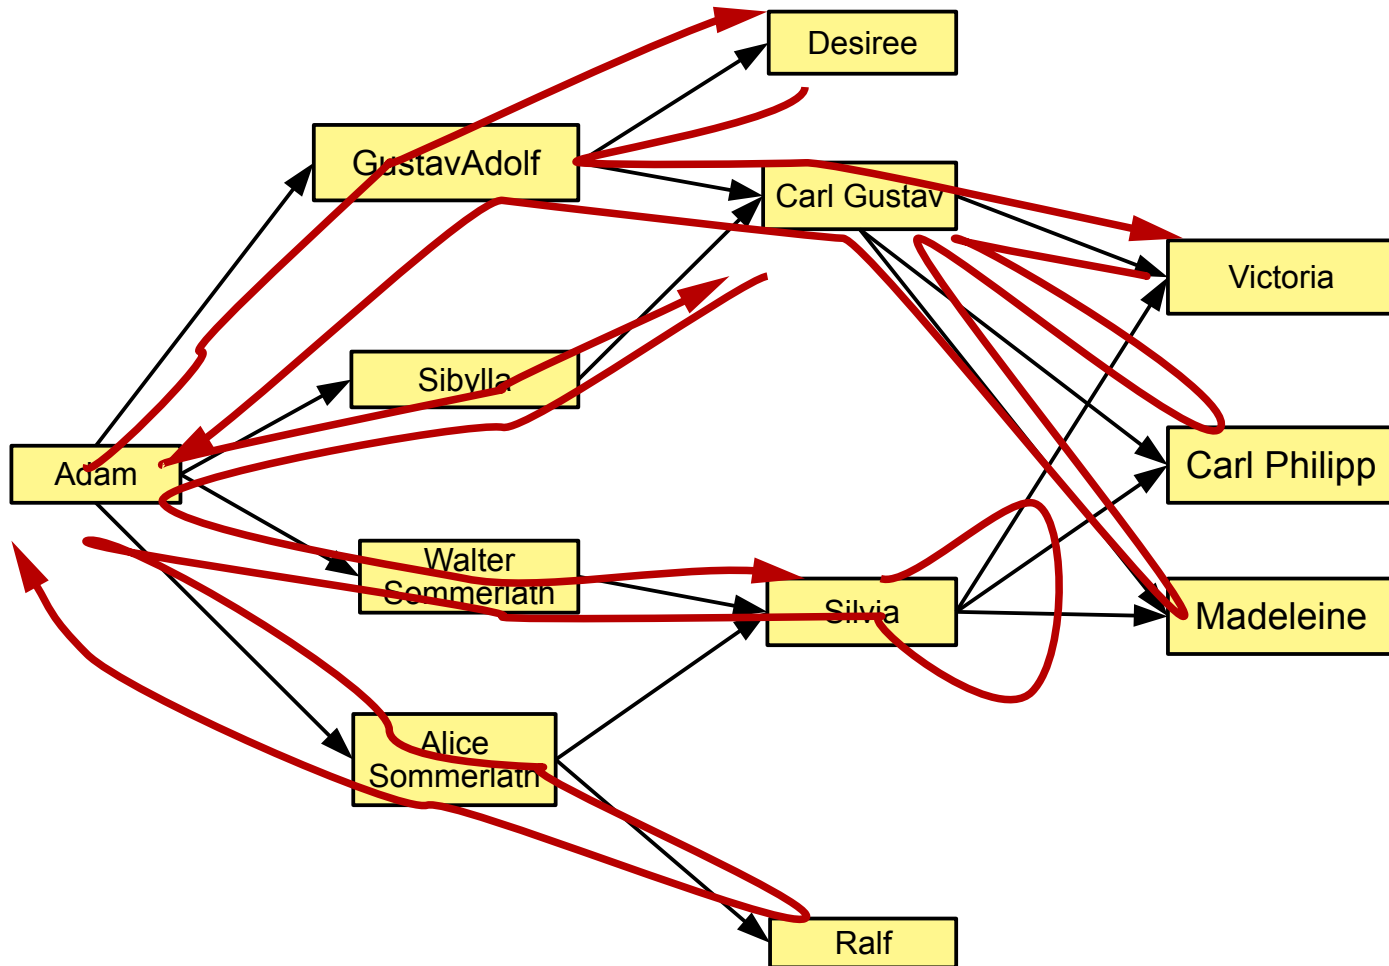 Desiree
GustavAdolf
Carl Gustav
Victoria
Sibylla
Carl Philipp
Adam
Walter
Sommerlath
Silvia
Madeleine
Alice
Sommerlath
Ralf